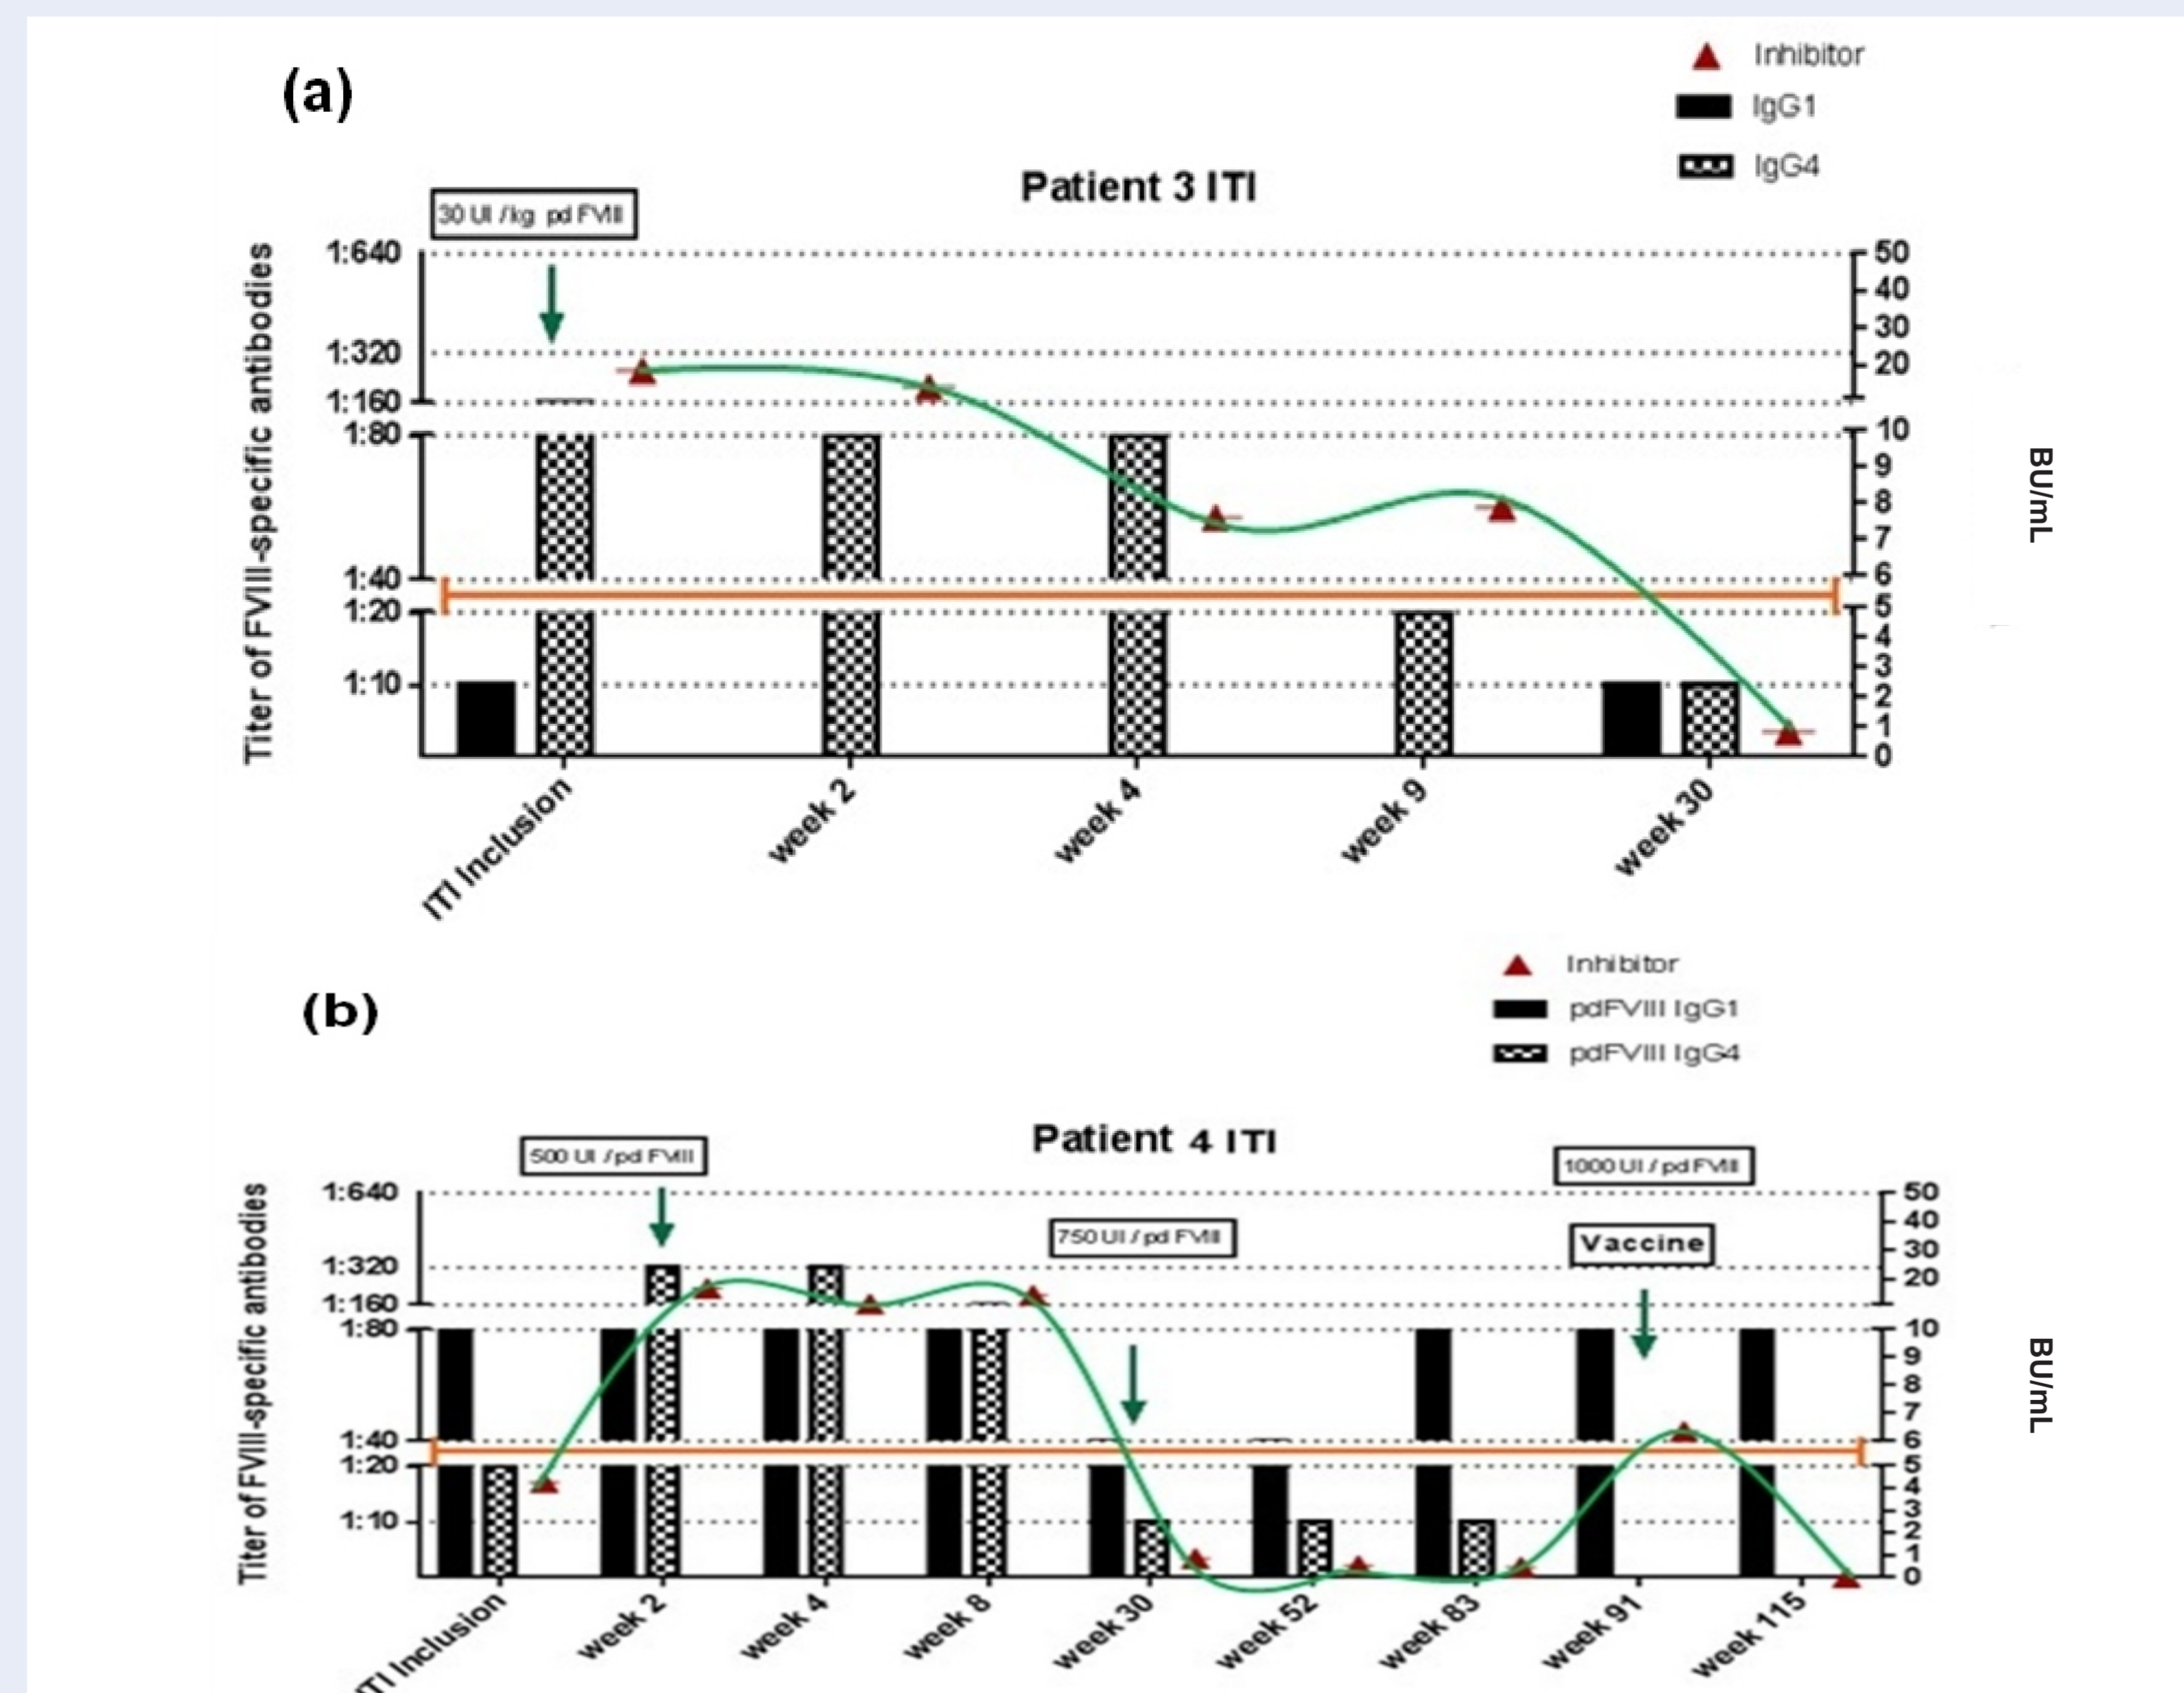 (a)
Inhibitor
IgG1
IgG4
Patient 3 ITI
30 UI /kg pd FVIII
Titer of FVIII-specific antibodies
1:640
1:320
1:160
1:80
1:40
1:20
1:10
50
40
30
20
10
9
8
7
6
5
4
3
2
1
0
BU/mL
ITI Inclusion
week 2
week 4
week 9
week 30
(b)
Inhibitor
pdFVIII IgG1
pdFVIII IgG4
Patient 4 ITI
500 UI /pd FVIII
750 UI / pd FVIII
1000 UI / pd FVIII
Vaccine
Titer of FVIII-specific antibodies
1:640
1:320
1:160
1:80
1:40
1:20
1:10
50
40
30
20
10
9
8
7
6
5
4
3
2
1
0
BU/mL
ITI Inclusion
week 2
week 4
week 8
week 30
week 52
week 83
week 91
week 115